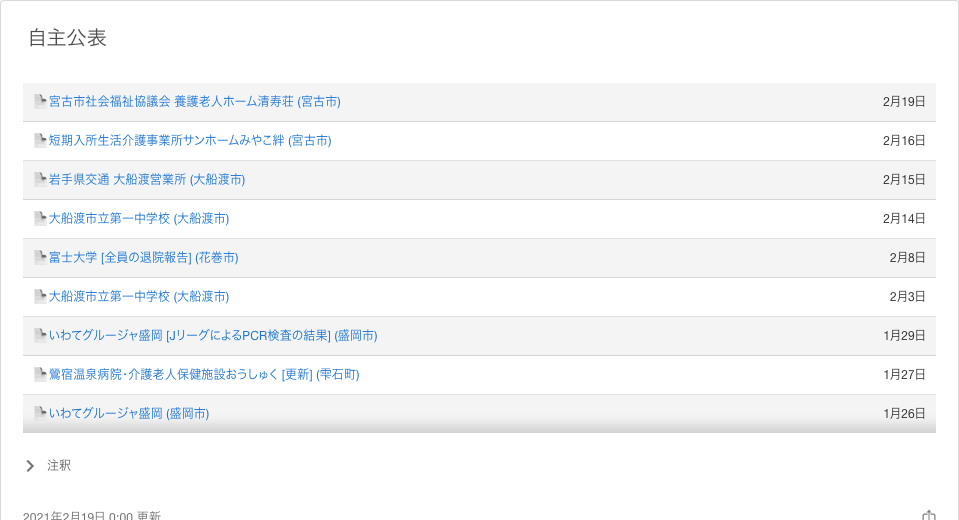 自主公表
宮古市社会福祉協議会 養護老人ホーム清寿荘 (宮古市) 2月19日
短期入所生活介護事業所サンホームみやこ絆 (宮古市) 2月16日
岩手県交通 大船渡営業所 (大船渡市) 2月15日
大船渡市立第一中学校 (大船渡市) 2月14日
富士大学 [全員の退院報告] (花巻市) 2月8日
大船渡市立第一中学校 (大船渡市) 2月3日
いわてグルージャ盛岡 [JリーグによるPCR検査の結果] (盛岡市) 1月29日
鶯宿温泉病院・介護老人保健施設おうしゅく [更新] (雫石町) 1月27日
いわてグルージャ盛岡 (盛岡市) 1月26日
注釈
2021年2月19日 0:00 更新